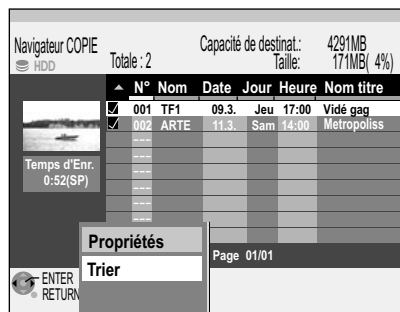 Navigateur COPIE
HDD
Totale : 2
Capacité de destinat.: 4291MB
Taille: 171MB( 4%)
N° Nom Date Jour Heure Nom titre
001 TF1 09.3. Jeu 17:00 Vidé gag
002 ARTE 11.3. Sam 14:00 Metropoliss
---
---
---
---
---
Temps d'Enr.
0:52(SP)
Propriétés
Trier
Page 01/01
ENTER
RETURN